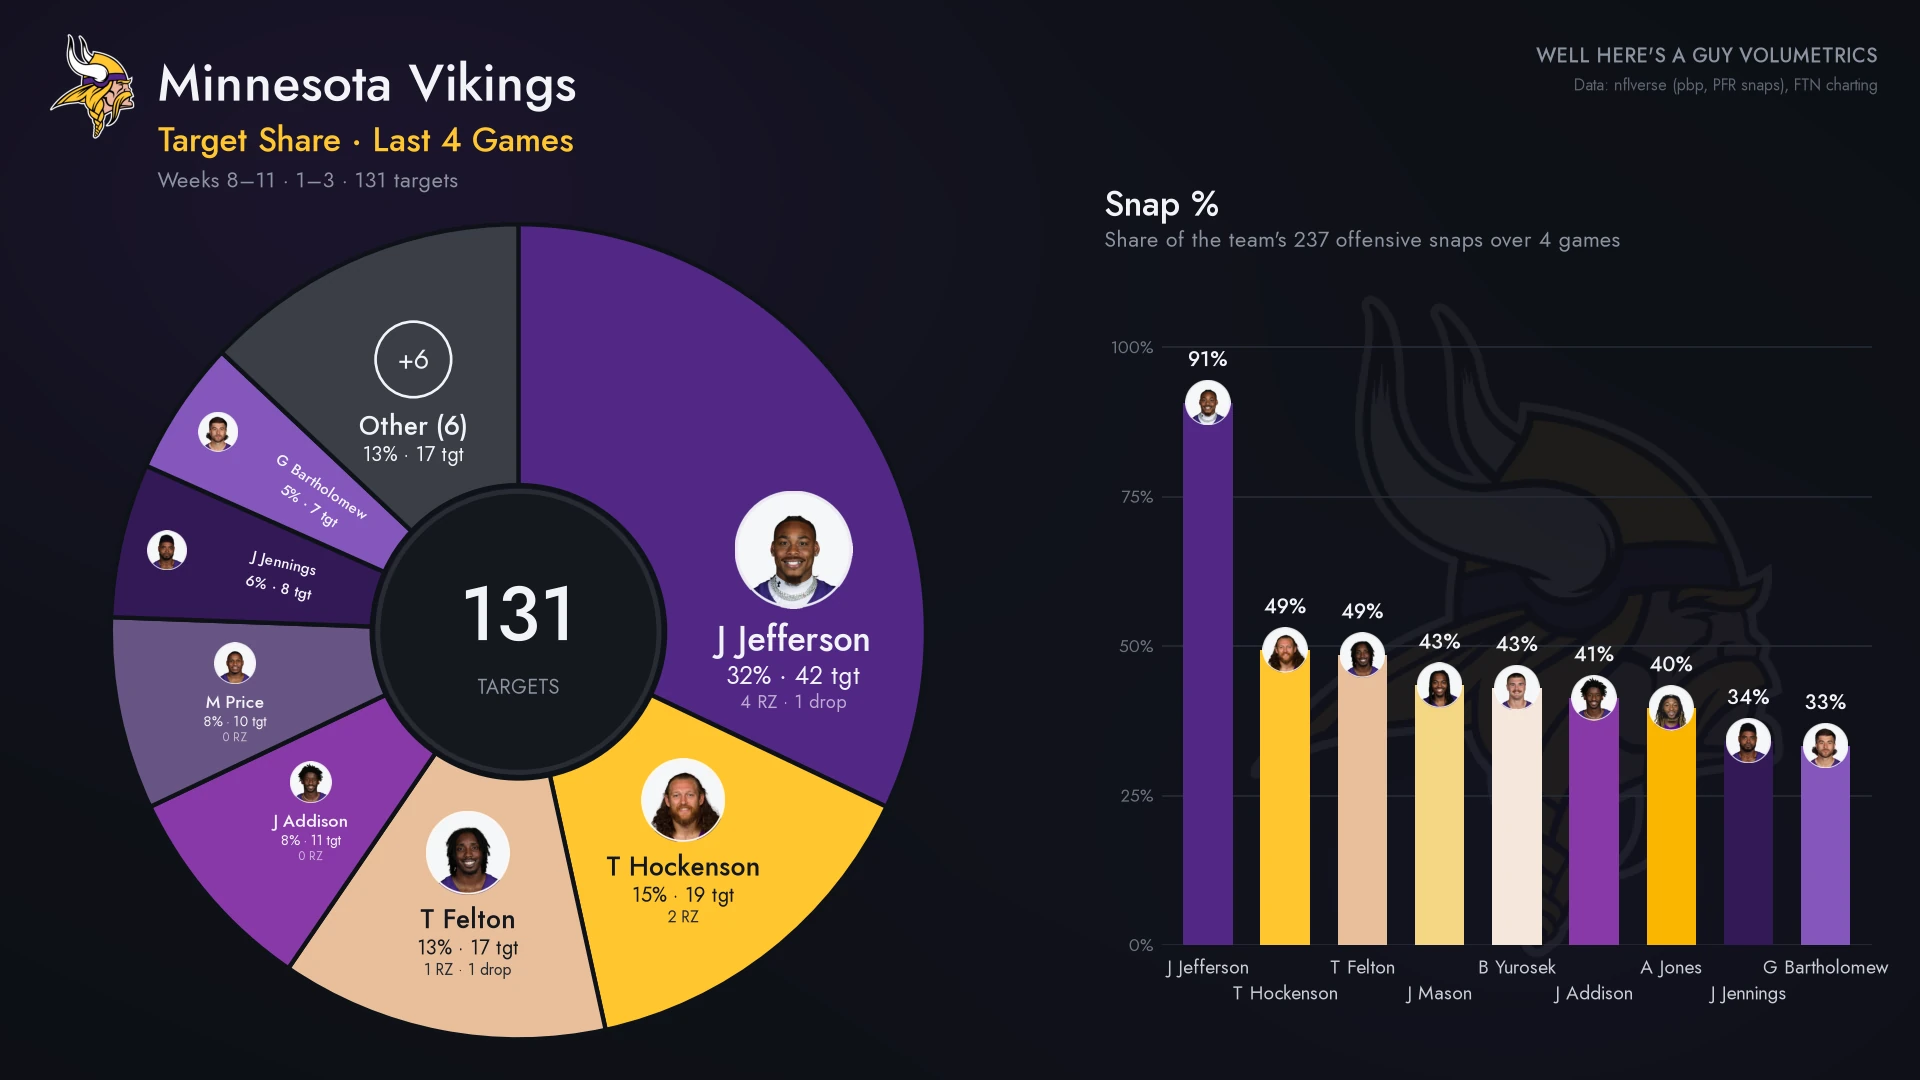 Minnesota Vikings
Target Share · Last 4 Games
Weeks 8–11 · 1–3 · 131 targets
WELL HERE'S A GUY VOLUMETRICS
Data: nflverse (pbp, PFR snaps), FTN charting
+6
Other (6)
13% · 17 tgt
G Bartholomew
5% · 7 tgt
J Jennings
6% · 8 tgt
M Price
8% · 10 tgt
0 RZ
J Addison
8% · 11 tgt
0 RZ
T Felton
13% · 17 tgt
1 RZ · 1 drop
T Hockenson
15% · 19 tgt
2 RZ
J Jefferson
32% · 42 tgt
4 RZ · 1 drop
131
TARGETS
Snap %
Share of the team's 237 offensive snaps over 4 games
100%
75%
50%
25%
0%
91%
49%
49%
43%
43%
41%
40%
34%
33%
J Jefferson
T Hockenson
T Felton
J Mason
B Yurosek
J Addison
A Jones
J Jennings
G Bartholomew